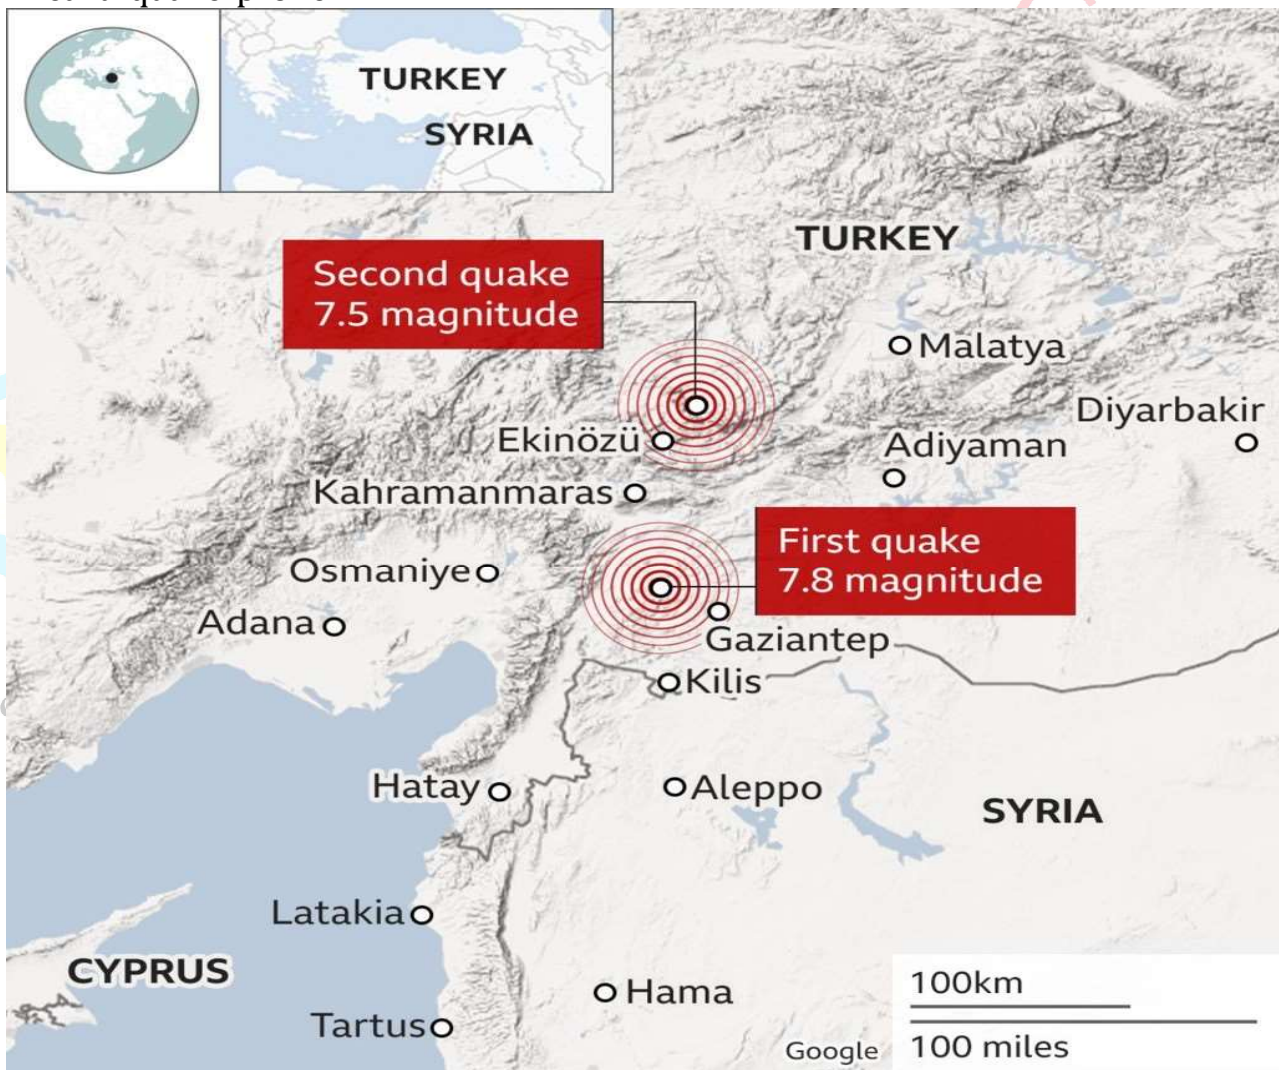 TURKEY
SYRIA
TURKEY
Second quake
7.5 magnitude
Malatya
Diyarbakir
Ekinözü
Adiyaman
Kahramanmaras
First quake
7.8 magnitude
Osmaniye
Adana
Gaziantep
Kilis
Hatay
Aleppo
SYRIA
Latakia
CYPRUS
Hama
Tartus
100km
100 miles
Google